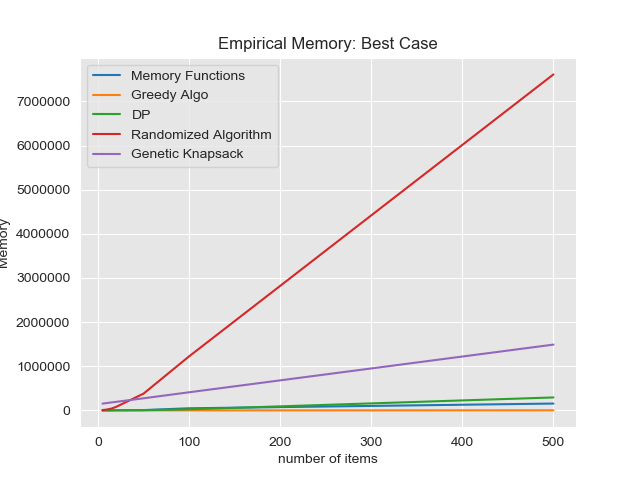 Empirical Memory: Best Case
Memory Functions
Greedy Algo
DP
Randomized Algorithm
Genetic Knapsack
7000000
6000000
5000000
4000000
3000000
2000000
1000000
0
Memory
0 100 200 300 400 500
number of items